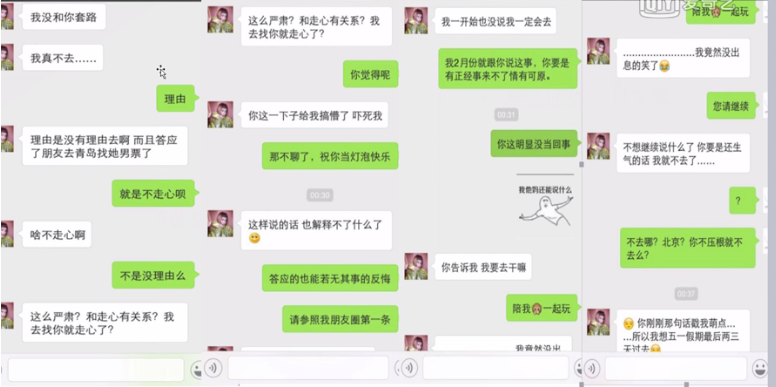 我没和你套路
我真不去……
理由
理由是没有理由去啊 而且答应
了朋友去青岛找她男票了
就是不走心呗
啥不走心啊
不是没理由么
这么严肃？和走心有关系？我
去找你就走心了？
这么严肃？和走心有关系？我
去找你就走心了？
你觉得呢
你这一下子给我搞懵了 吓死我
那不聊了，祝你当灯泡快乐
00:30
这样说的话 也解释不了什么了
答应的也能若无其事的反悔
请参照我朋友圈第一条
我一开始也没说我一定会去
我2月份就跟你说这事，你要是
有正经事来不了情有可原。
00:31
你这明显没当回事
我他妈还能说什么
你告诉我 我要去干嘛
陪我一起玩
我竟然没出
陪我一起玩
……………………我竟然没出
息的笑了
您请继续
不想继续说什么了 你要是还生
气的话 我就不去了……
？
不去哪？北京？你不压根就不
去么？
00:37
你刚刚那句话戳我萌点…
…所以我想五一假期最后两三
天过去